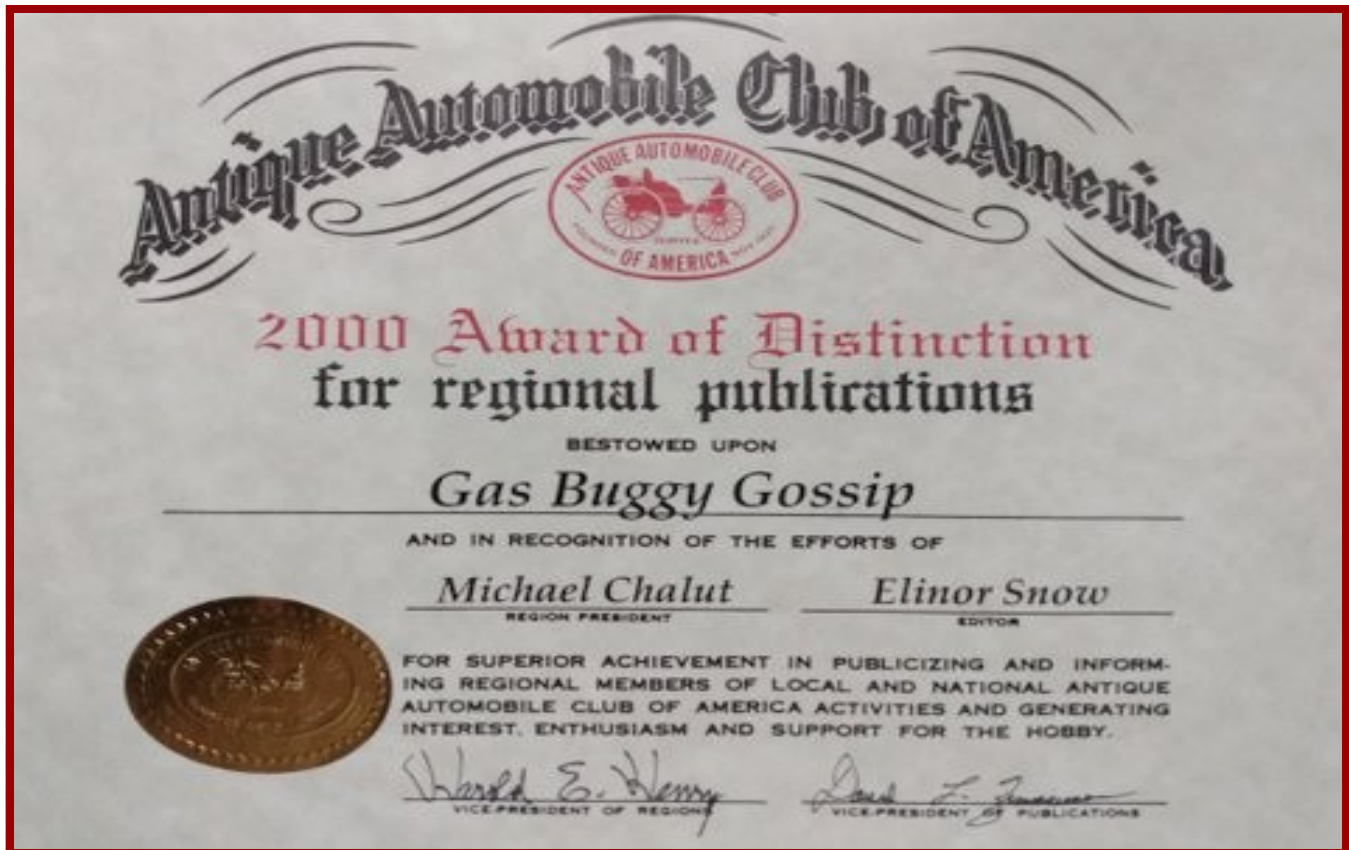 Antique Automobile Club of America
ANTIQUE AUTOMOBILE CLUB
OF AMERICA
2000 Award of Distinction
for regional publications
BESTOWED UPON
Gas Buggy Gossip
AND IN RECOGNITION OF THE EFFORTS OF
Michael Chalut Elinor Snow
REGION PRESIDENT EDITOR
FOR SUPERIOR ACHIEVEMENT IN PUBLICIZING AND INFORM-
ING REGIONAL MEMBERS OF LOCAL AND NATIONAL ANTIQUE
AUTOMOBILE CLUB OF AMERICA ACTIVITIES AND GENERATING
INTEREST, ENTHUSIASM AND SUPPORT FOR THE HOBBY.
Harold E. Henry
VICE-PRESIDENT OF REGIONS VICE-PRESIDENT OF PUBLICATIONS